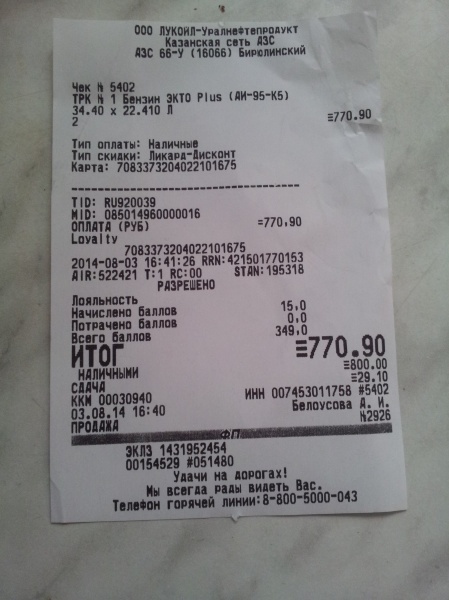 ООО ЛУКОЙЛ-Уралнефтепродукт
Казанская сеть АЗС
АЗС 66-У (16066) Бирюлинский
Чек № 5402
ТРК № 1 Бензин ЭКТО Plus (АИ-95-К5)
34.40 x 22.410 Л
2 ≡770.90
Тип оплаты: Наличные
Тип скидки: Ликард-Дисконт
Карта: 7083373204022101675
TID: RU920039
MID: 085014960000016
ОПЛАТА (РУБ) =770,90
Loyalty
7083373204022101675
2014-08-03 16:41:26 RRN:421501770153
AIR:522421 T:1 RC:00 STAN:195318
РАЗРЕШЕНО
Лояльность
Начислено баллов 15,0
Потрачено баллов 0,0
Всего баллов 349,0
ИТОГ ≡770.90
НАЛИЧНЫМИ ≡800.00
СДАЧА ≡29.10
ККМ 00030940 ИНН 007453011758 #5402
03.08.14 16:40 Белоусова А. И.
ПРОДАЖА №2926
ФП
ЭКЛЗ 1431952454
00154529 #051480
Удачи на дорогах!
Мы всегда рады видеть Вас.
Телефон горячей линии:8-800-5000-043